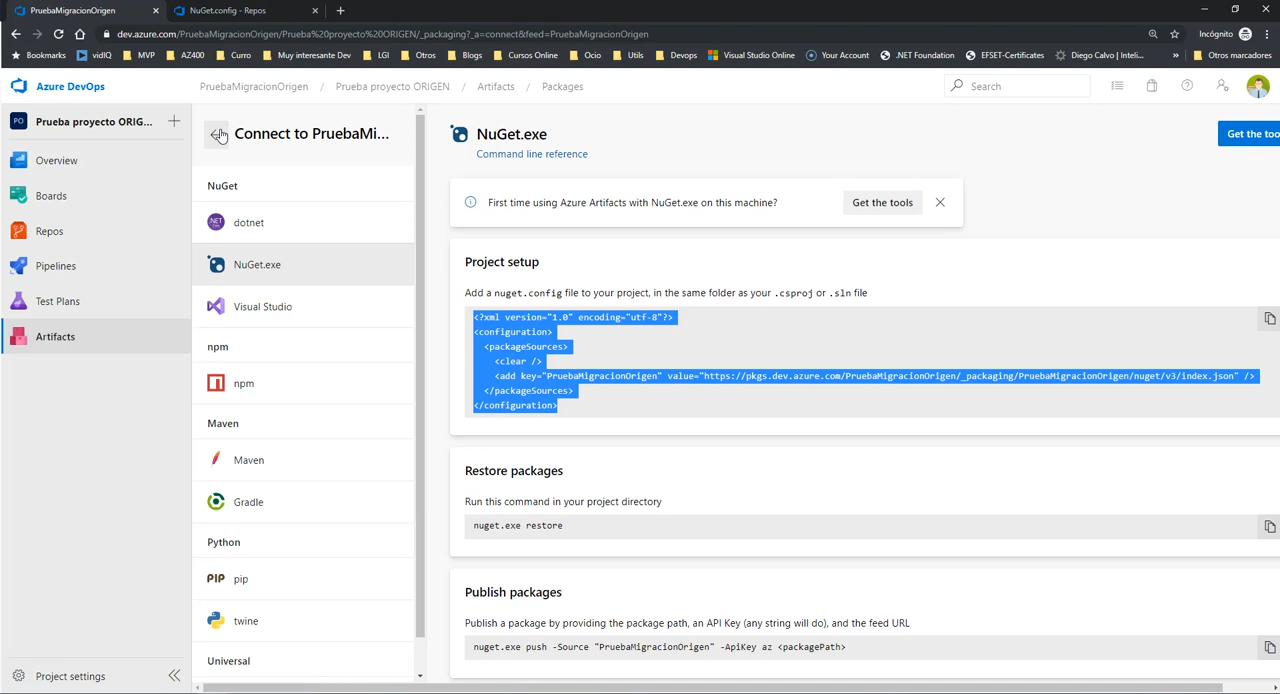 PruebaMigracionOrigen
NuGet.config - Repos
dev.azure.com/PruebaMigracionOrigen/Prueba%20proyecto%20ORIGEN/_packaging?_a=connect&feed=PruebaMigracionOrigen
Incógnito
Bookmarks
vidIQ
MVP
AZ400
Curro
Muy interesante Dev
LGI
Otros
Blogs
Cursos Online
Ocio
Utils
Devops
Visual Studio Online
Your Account
.NET Foundation
EFSET-Certificates
Diego Calvo | Inteli...
»
Otros marcadores
Azure DevOps
PruebaMigracionOrigen / Prueba proyecto ORIGEN / Artifacts / Packages
Search
PO
Prueba proyecto ORIG...
Overview
Boards
Repos
Pipelines
Test Plans
Artifacts
Project settings
Connect to PruebaMi...
NuGet
NET
dotnet
NuGet.exe
Visual Studio
npm
npm
Maven
Maven
Gradle
Python
PIP pip
twine
Universal
NuGet.exe
Command line reference
Get the too
First time using Azure Artifacts with NuGet.exe on this machine?
Get the tools
Project setup
Add a nuget.config file to your project, in the same folder as your .csproj or .sln file
<?xml version="1.0" encoding="utf-8"?>
<configuration>
<packageSources>
<clear />
<add key="PruebaMigracionOrigen" value="https://pkgs.dev.azure.com/PruebaMigracionOrigen/_packaging/PruebaMigracionOrigen/nuget/v3/index.json" />
</packageSources>
</configuration>
Restore packages
Run this command in your project directory
nuget.exe restore
Publish packages
Publish a package by providing the package path, an API Key (any string will do), and the feed URL
nuget.exe push -Source "PruebaMigracionOrigen" -ApiKey az <packagePath>